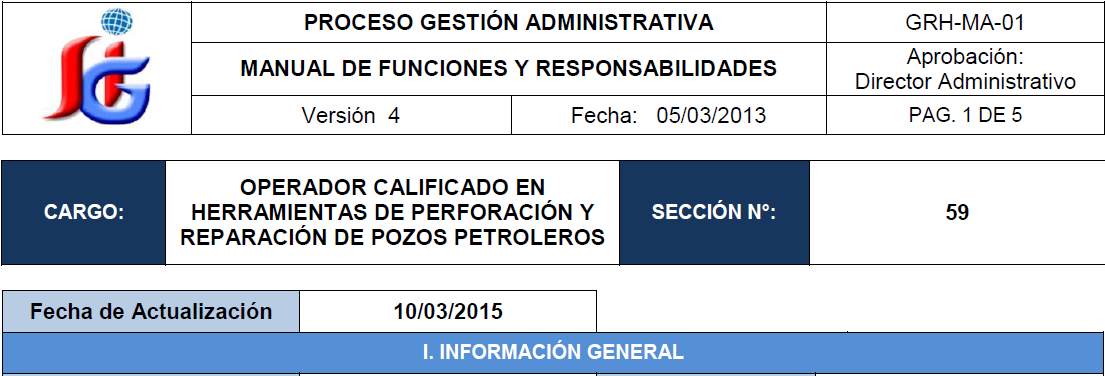 PROCESO GESTIÓN ADMINISTRATIVA
GRH-MA-01
MANUAL DE FUNCIONES Y RESPONSABILIDADES
Aprobación:
Director Administrativo
Versión 4
Fecha: 05/03/2013
PAG. 1 DE 5
CARGO:
OPERADOR CALIFICADO EN
HERRAMIENTAS DE PERFORACIÓN Y
REPARACIÓN DE POZOS PETROLEROS
SECCIÓN N°:
59
Fecha de Actualización
10/03/2015
I. INFORMACIÓN GENERAL